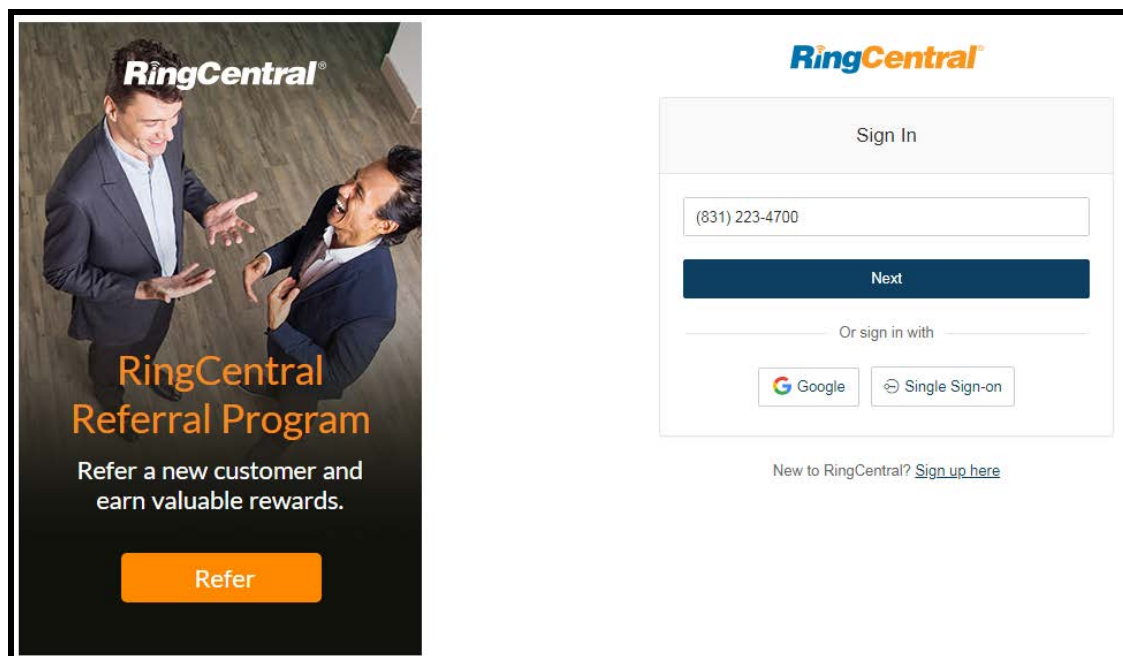 RingCentral®
RingCentral
Referral Program
Refer a new customer and
earn valuable rewards.
Refer
RingCentral®
Sign In
(831) 223-4700
Next
Or sign in with
Google
Single Sign-on
New to RingCentral? Sign up here